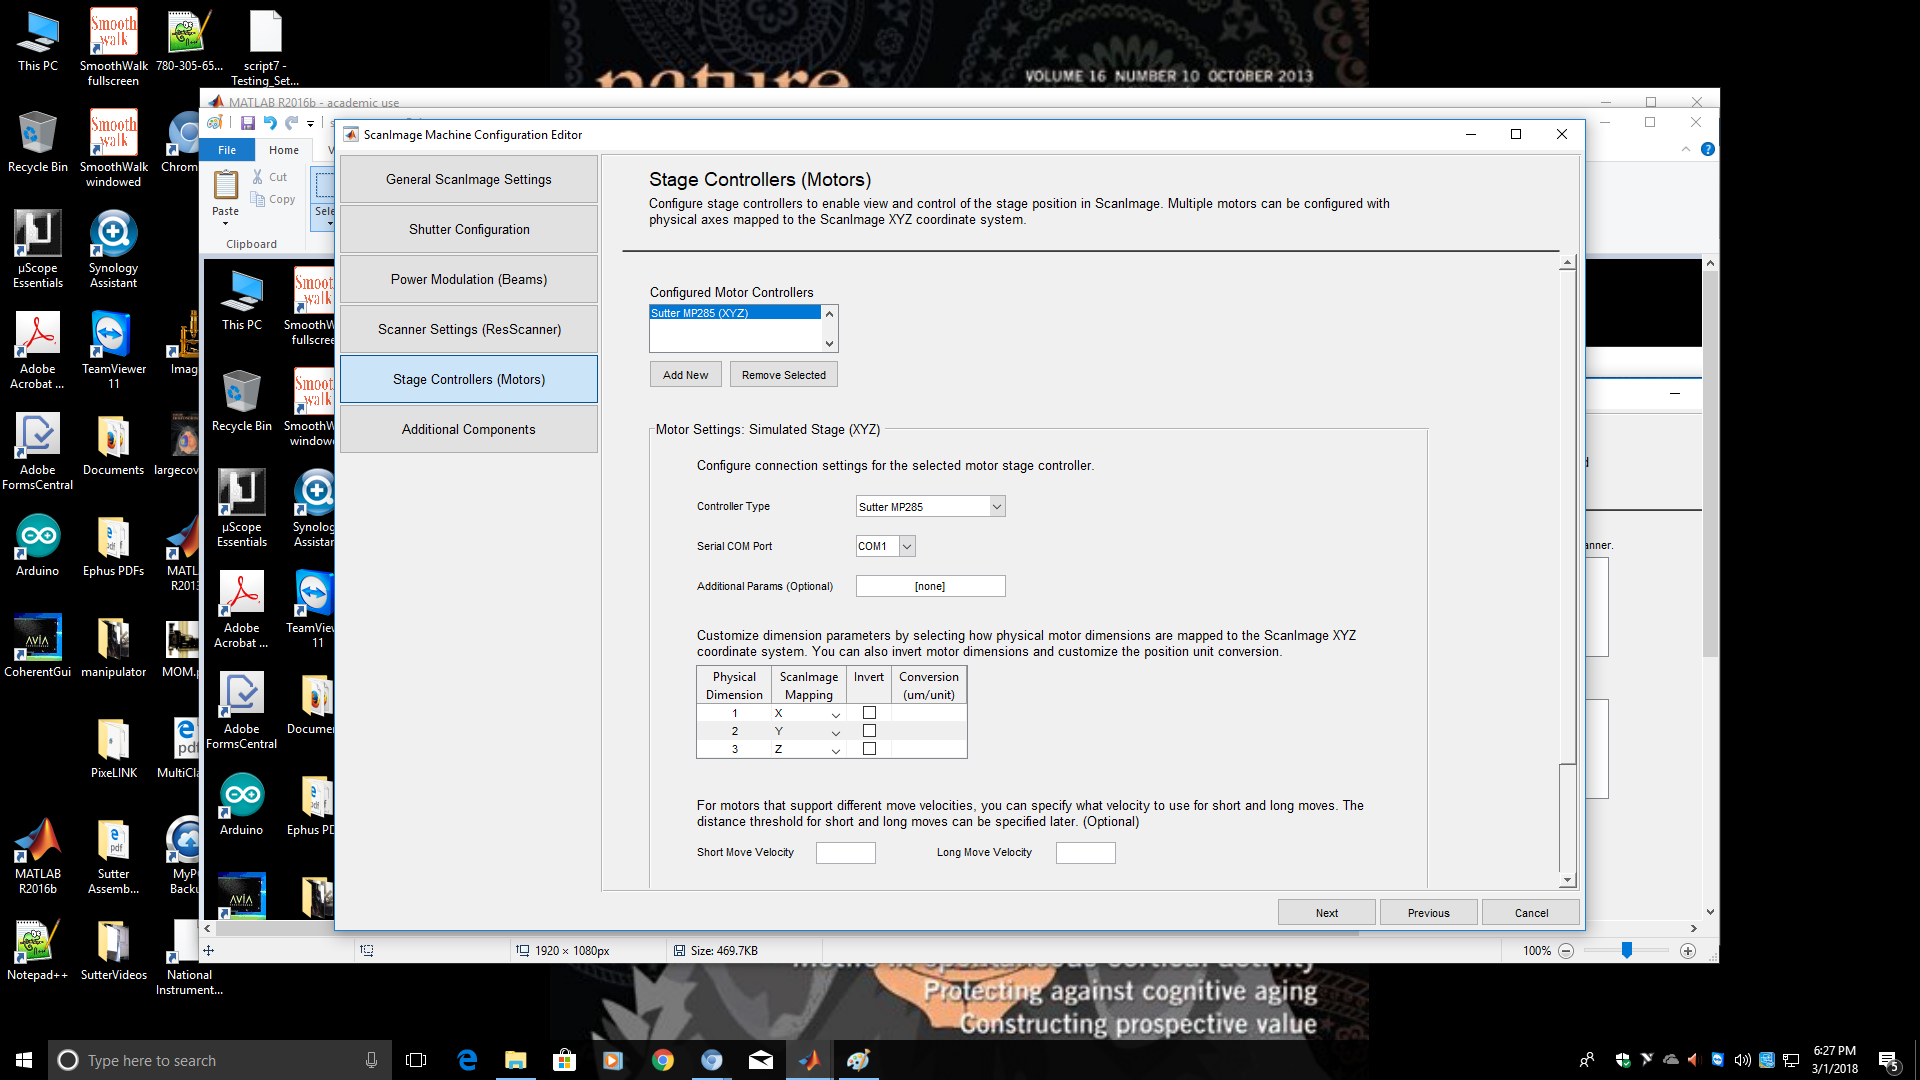 This PC
SmoothWalk
fullscreen
780-305-65...
script7 -
Testing_Set...
nature
VOLUME 16 NUMBER 10 OCTOBER 2013
Recycle Bin
SmoothWalk
windowed
Chrom
µScope
Essentials
Synology
Assistant
Adobe
Acrobat ...
TeamViewer
11
Imag
Adobe
FormsCentral
Documents
largecov
Arduino
Ephus PDFs
MATL
R2013
CoherentGui
manipulator
MOM.p
PixeLINK
MultiCla
MATLAB
R2016b
Sutter
Assemb...
MyPC
Backu
Notepad++
SutterVideos
National
Instrument...
MATLAB R2016b - academic use
File
Home
V
Paste
Cut
Copy
Sele
Clipboard
This PC
SmoothW
fullscree
Recycle Bin
SmoothW
windowe
µScope
Essentials
Synology
Assistan
Adobe
Acrobat ...
TeamView
11
Adobe
FormsCentral
Documen
Arduino
Ephus PD
ScanImage Machine Configuration Editor
General ScanImage Settings
Shutter Configuration
Power Modulation (Beams)
Scanner Settings (ResScanner)
Stage Controllers (Motors)
Additional Components
Stage Controllers (Motors)
Configure stage controllers to enable view and control of the stage position in ScanImage. Multiple motors can be configured with
physical axes mapped to the ScanImage XYZ coordinate system.
Configured Motor Controllers
Sutter MP285 (XYZ)
Add New
Remove Selected
Motor Settings: Simulated Stage (XYZ)
Configure connection settings for the selected motor stage controller.
Controller Type
Sutter MP285
Serial COM Port
COM1
Additional Params (Optional)
[none]
Customize dimension parameters by selecting how physical motor dimensions are mapped to the ScanImage XYZ
coordinate system. You can also invert motor dimensions and customize the position unit conversion.
Physical Dimension ScanImage Mapping Invert Conversion (um/unit)
1 X
2 Y
3 Z
For motors that support different move velocities, you can specify what velocity to use for short and long moves. The
distance threshold for short and long moves can be specified later. (Optional)
Short Move Velocity
Long Move Velocity
Next
Previous
Cancel
anner.
1920 × 1080px
Size: 469.7KB
100%
Protecting against cognitive aging
Constructing prospective value
Type here to search
6:27 PM
3/1/2018
5